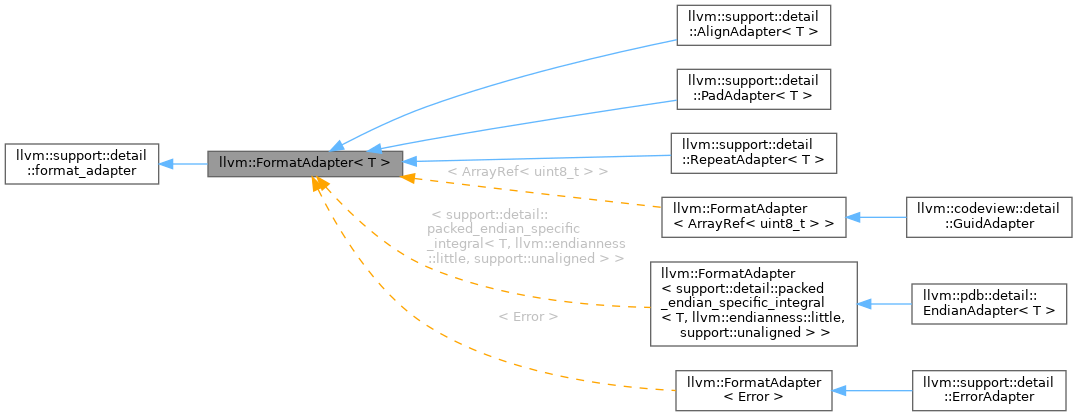 llvm::support::detail
::format_adapter
llvm::FormatAdapter< T >
llvm::support::detail
::AlignAdapter< T >
llvm::support::detail
::PadAdapter< T >
llvm::support::detail
::RepeatAdapter< T >
< ArrayRef< uint8_t > >
llvm::FormatAdapter
< ArrayRef< uint8_t > >
llvm::codeview::detail
::GuidAdapter
< support::detail::
packed_endian_specific
_integral< T, llvm::endianness
::little, support::unaligned > >
llvm::FormatAdapter
< support::detail::packed
_endian_specific_integral
< T, llvm::endianness::little,
support::unaligned > >
llvm::pdb::detail::
EndianAdapter< T >
< Error >
llvm::FormatAdapter
< Error >
llvm::support::detail
::ErrorAdapter